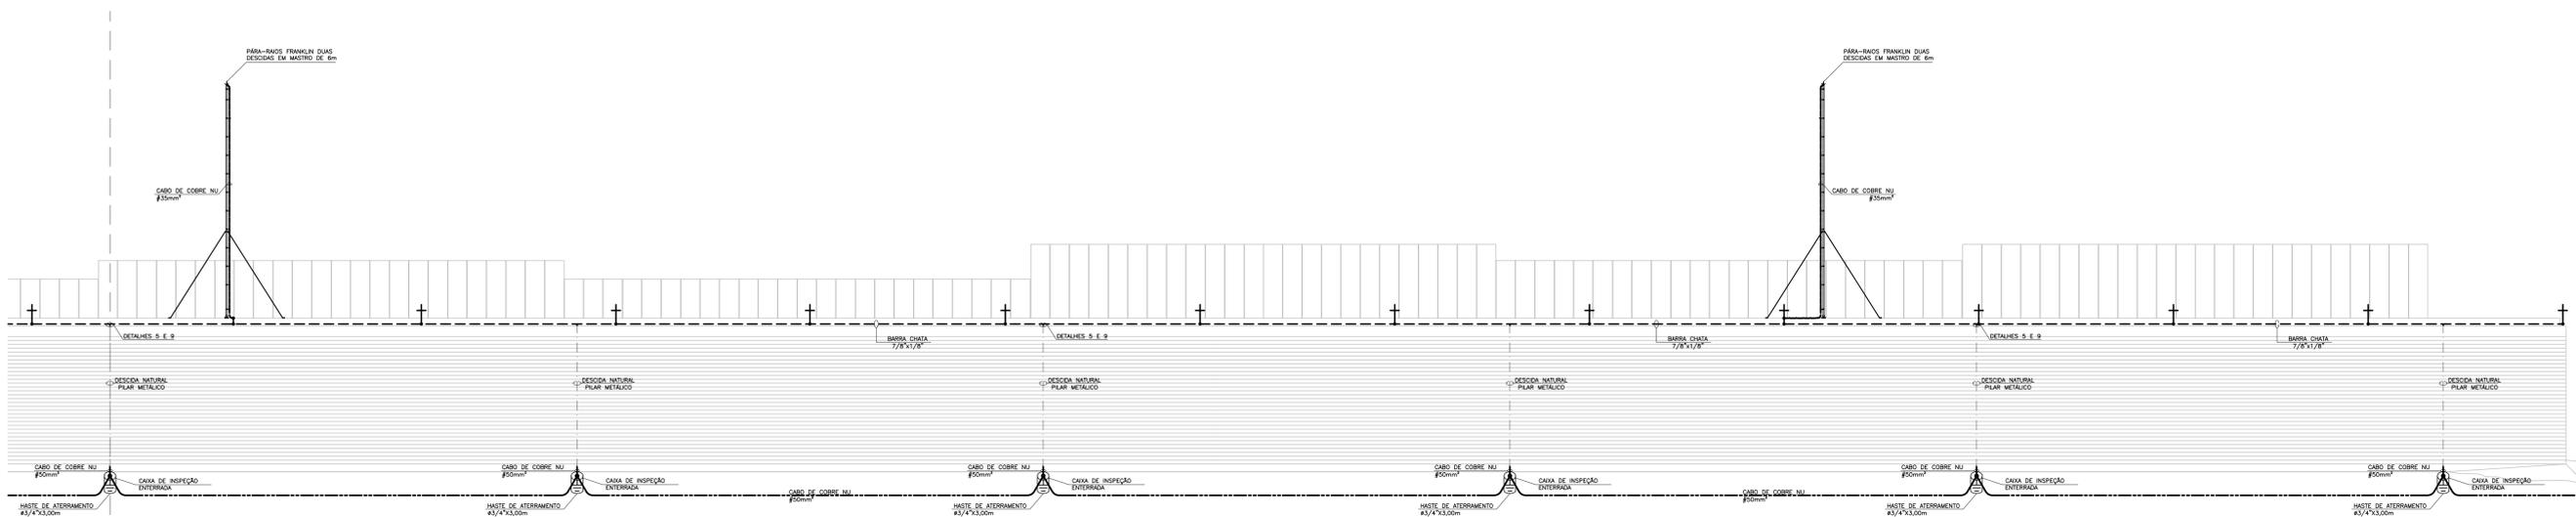 PÁRA-RAIOS FRANKLIN DUAS
DESCIDAS EM MASTRO DE 6m
PÁRA-RAIOS FRANKLIN DUAS
DESCIDAS EM MASTRO DE 6m
CABO DE COBRE NU
#35mm²
CABO DE COBRE NU
#35mm²
DETALHES 5 E 9
BARRA CHATA
7/8"x1/8"
DETALHES 5 E 9
BARRA CHATA
7/8"x1/8"
DETALHES 5 E 9
BARRA CHATA
7/8"x1/8"
DESCIDA NATURAL
PILAR METÁLICO
DESCIDA NATURAL
PILAR METÁLICO
DESCIDA NATURAL
PILAR METÁLICO
DESCIDA NATURAL
PILAR METÁLICO
DESCIDA NATURAL
PILAR METÁLICO
DESCIDA NATURAL
PILAR METÁLICO
CABO DE COBRE NU
#50mm²
CABO DE COBRE NU
#50mm²
CABO DE COBRE NU
#50mm²
CABO DE COBRE NU
#50mm²
CABO DE COBRE NU
#50mm²
CABO DE COBRE NU
#50mm²
CAIXA DE INSPEÇÃO
ENTERRADA
CAIXA DE INSPEÇÃO
ENTERRADA
CAIXA DE INSPEÇÃO
ENTERRADA
CAIXA DE INSPEÇÃO
ENTERRADA
CAIXA DE INSPEÇÃO
ENTERRADA
CAIXA DE INSPEÇÃO
ENTERRADA
CABO DE COBRE NU
#50mm²
CABO DE COBRE NU
#50mm²
HASTE DE ATERRAMENTO
ø3/4"X3,00m
HASTE DE ATERRAMENTO
ø3/4"X3,00m
HASTE DE ATERRAMENTO
ø3/4"X3,00m
HASTE DE ATERRAMENTO
ø3/4"X3,00m
HASTE DE ATERRAMENTO
ø3/4"X3,00m
HASTE DE ATERRAMENTO
ø3/4"X3,00m